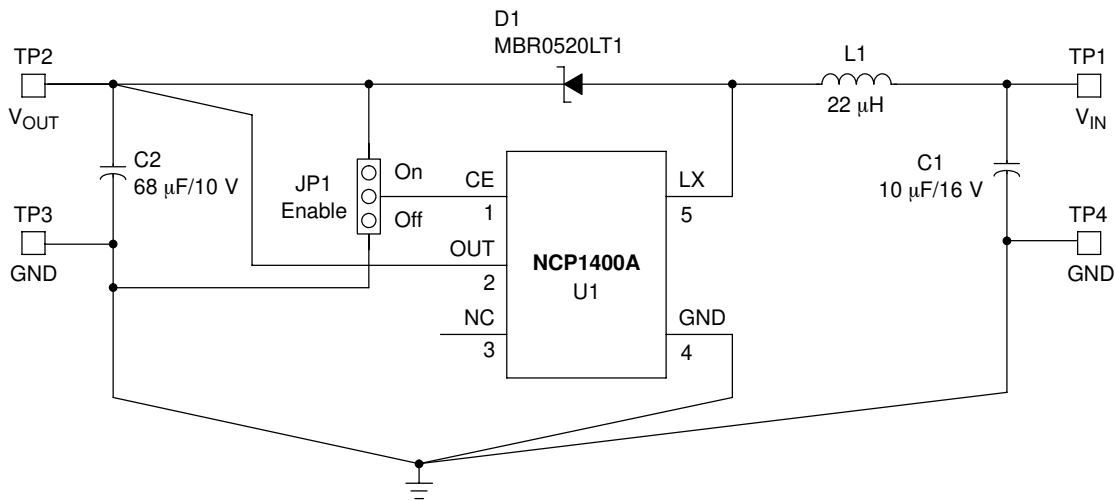 D1
MBR0520LT1
TP2
V_OUT
L1
22 μH
TP1
V_IN
C2
68 μF/10 V
JP1
Enable
On
Off
CE
1
LX
5
C1
10 μF/16 V
TP3
GND
TP4
GND
OUT
2
NCP1400A
U1
NC
3
GND
4